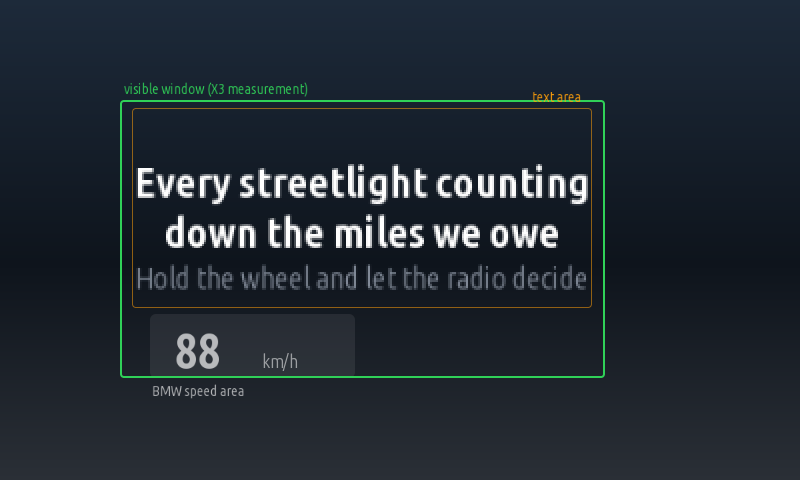 visible window (X3 measurement)
text area
Every streetlight counting
down the miles we owe
Hold the wheel and let the radio decide
88 km/h
BMW speed area